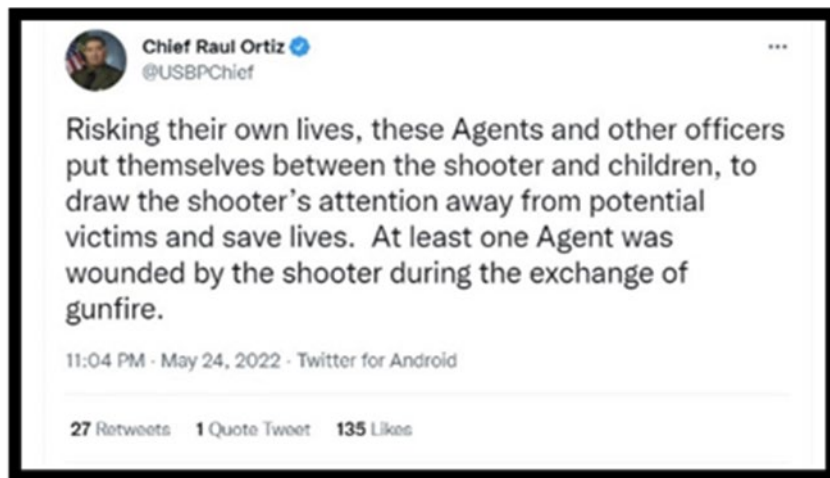 Chief Raul Ortiz
@USBPChief
Risking their own lives, these Agents and other officers
put themselves between the shooter and children, to
draw the shooter's attention away from potential
victims and save lives.  At least one Agent was
wounded by the shooter during the exchange of
gunfire.
11:04 PM · May 24, 2022 · Twitter for Android
27 Retweets 1 Quote Tweet 135 Likes